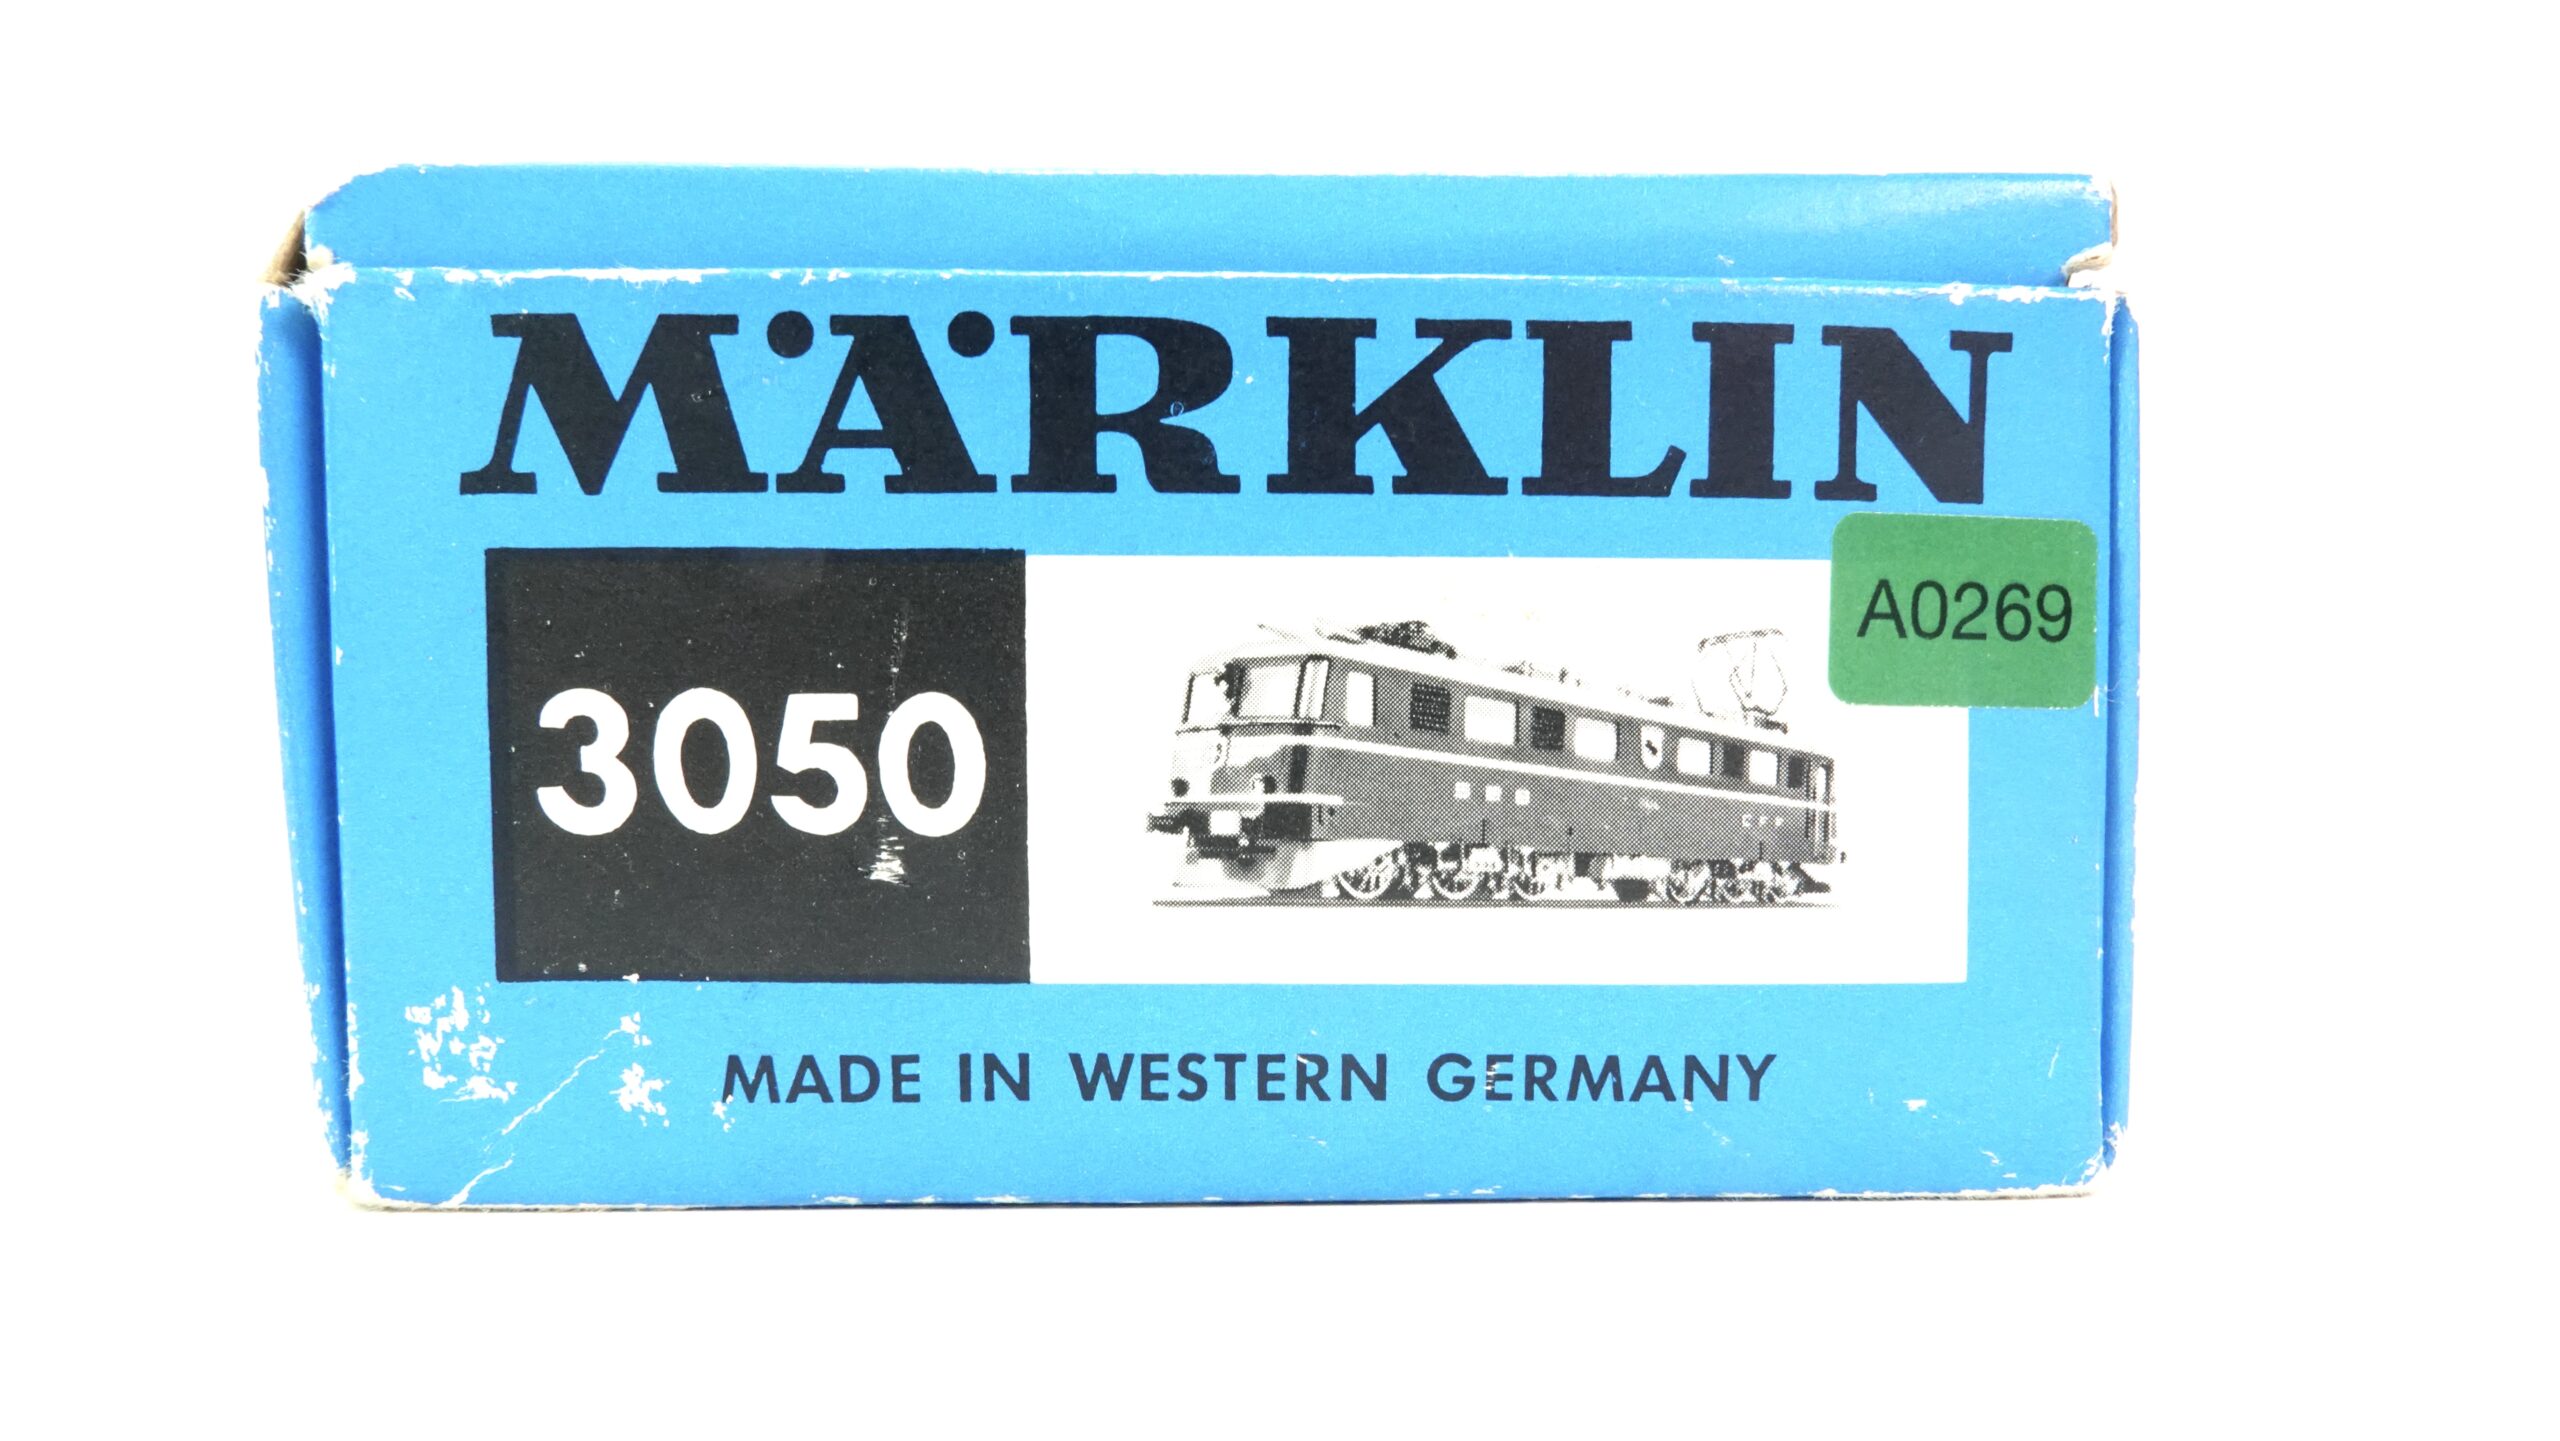 MÄRKLIN
A0269
3050
MADE IN WESTERN GERMANY